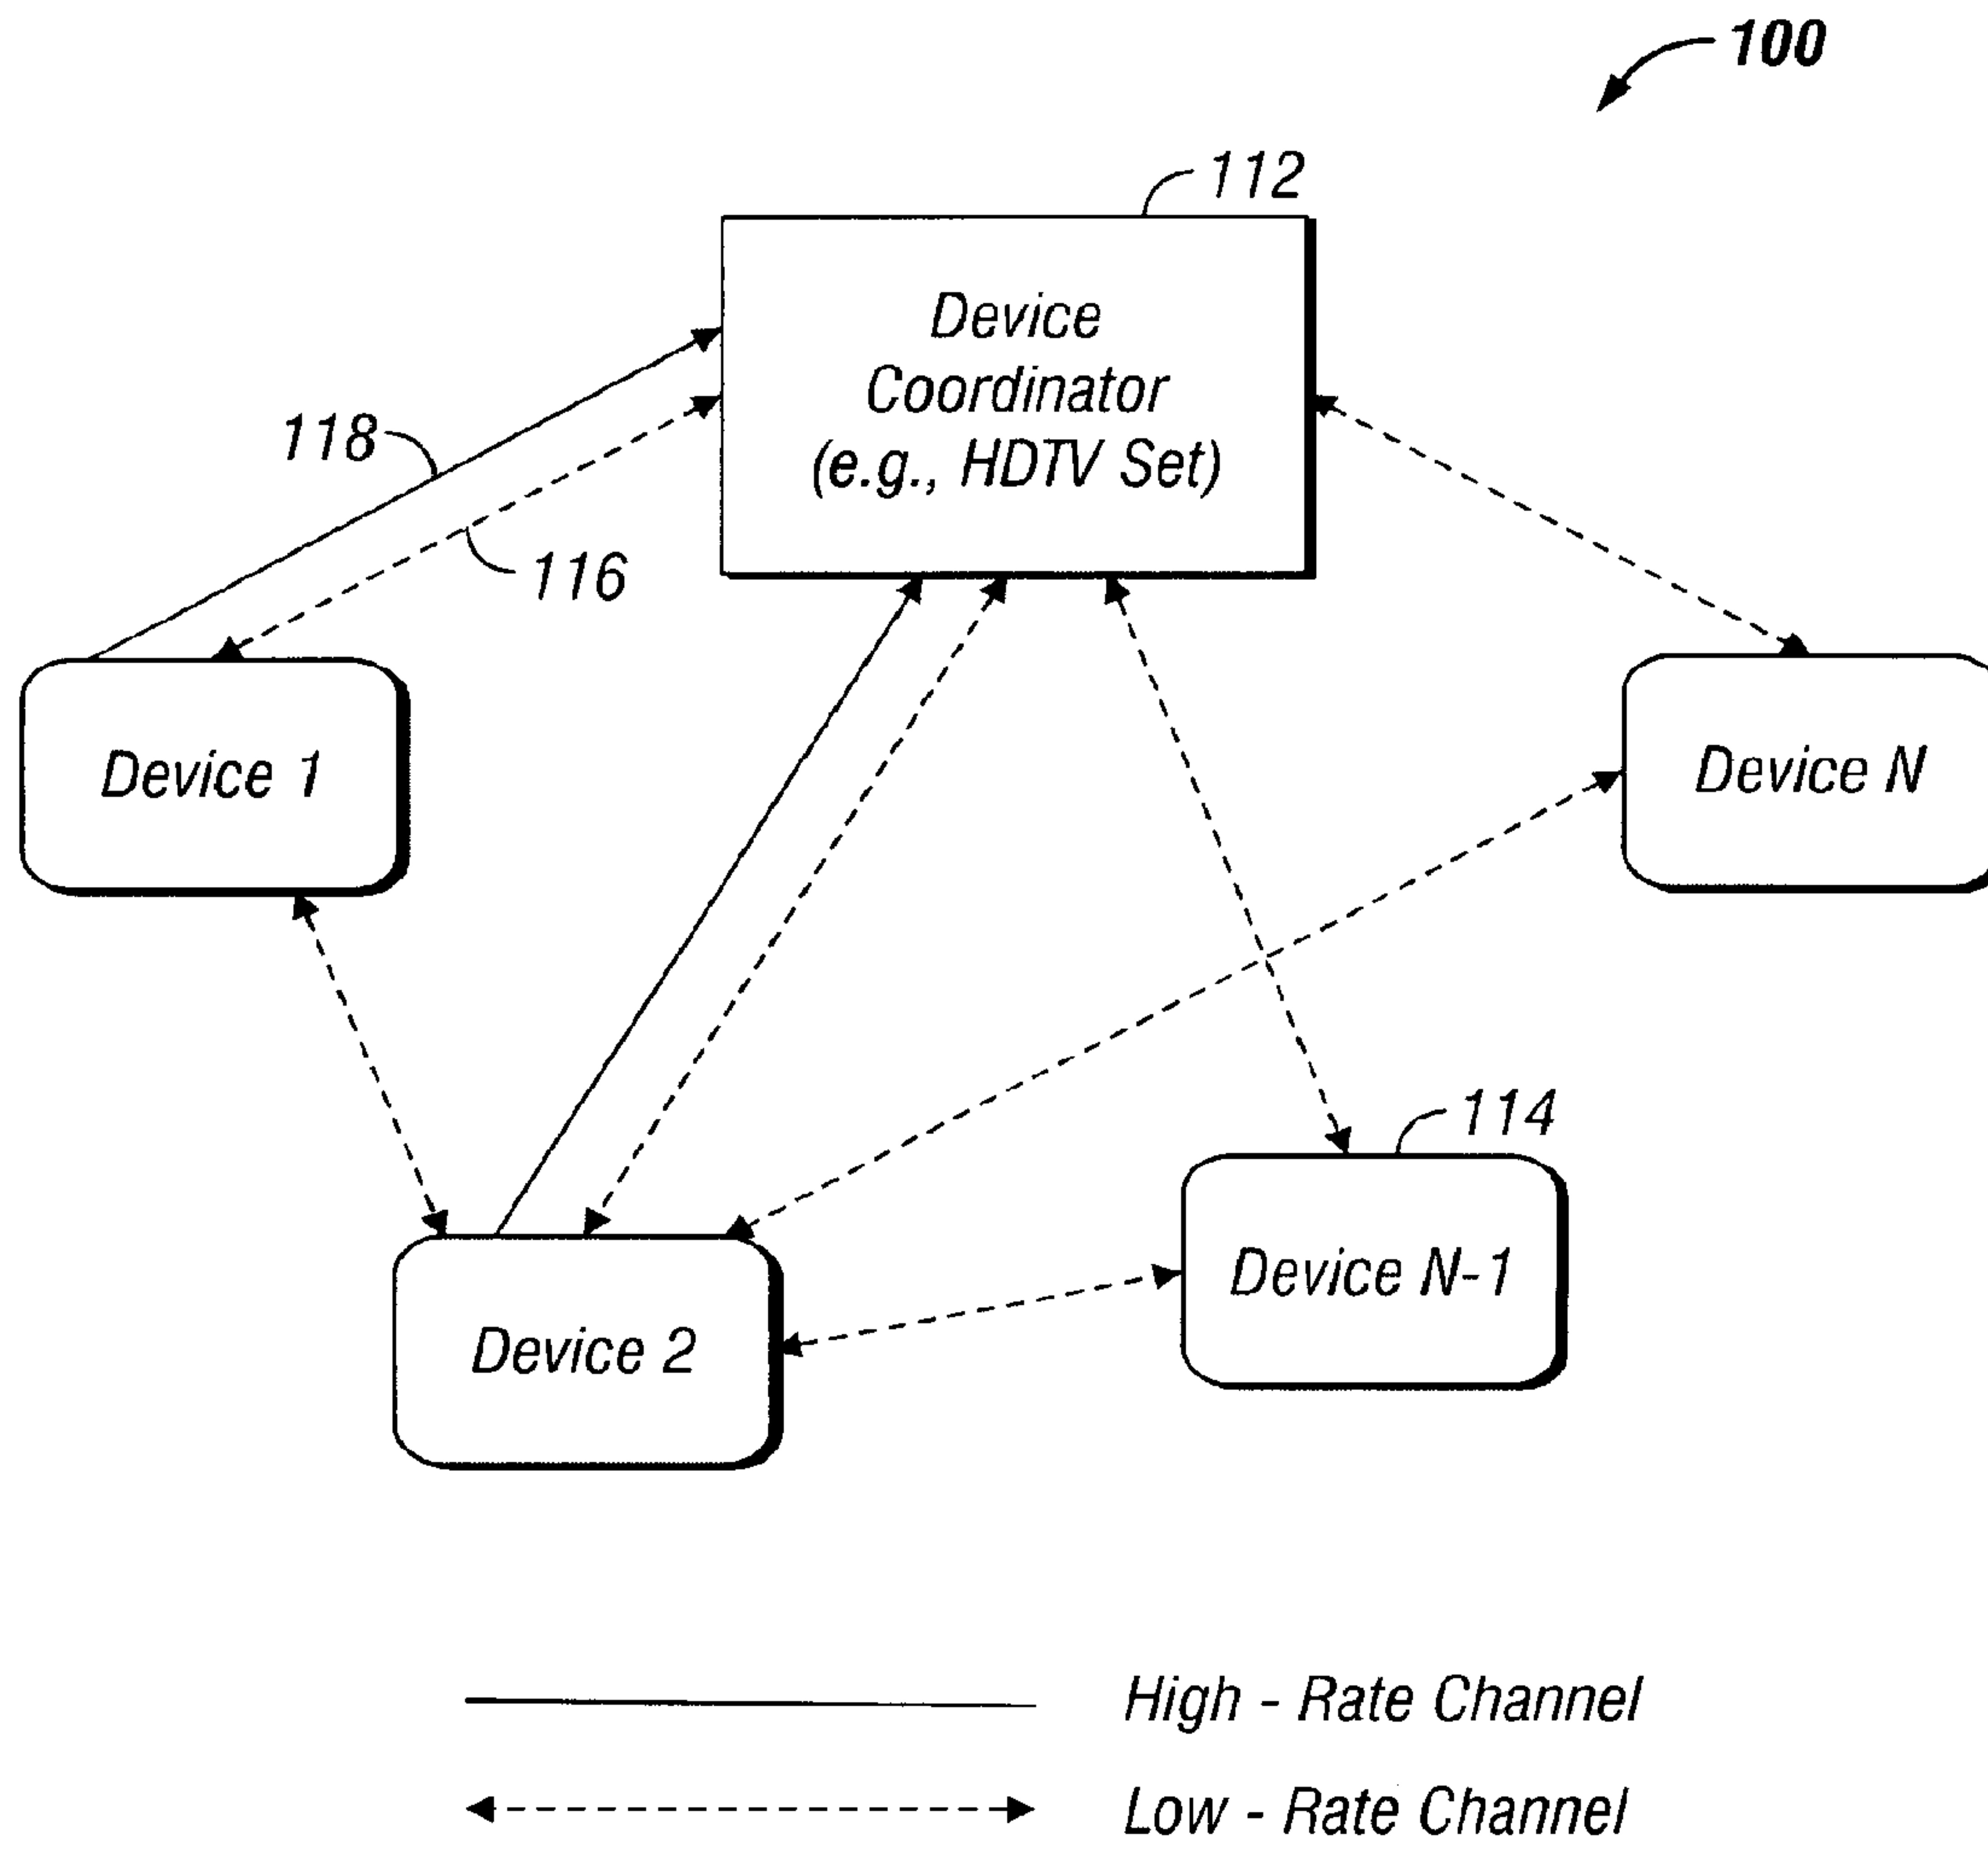 100
112
Device
Coordinator
(e.g., HDTV Set)
118
116
Device 1
Device N
114
Device N-1
Device 2
High - Rate Channel
Low - Rate Channel